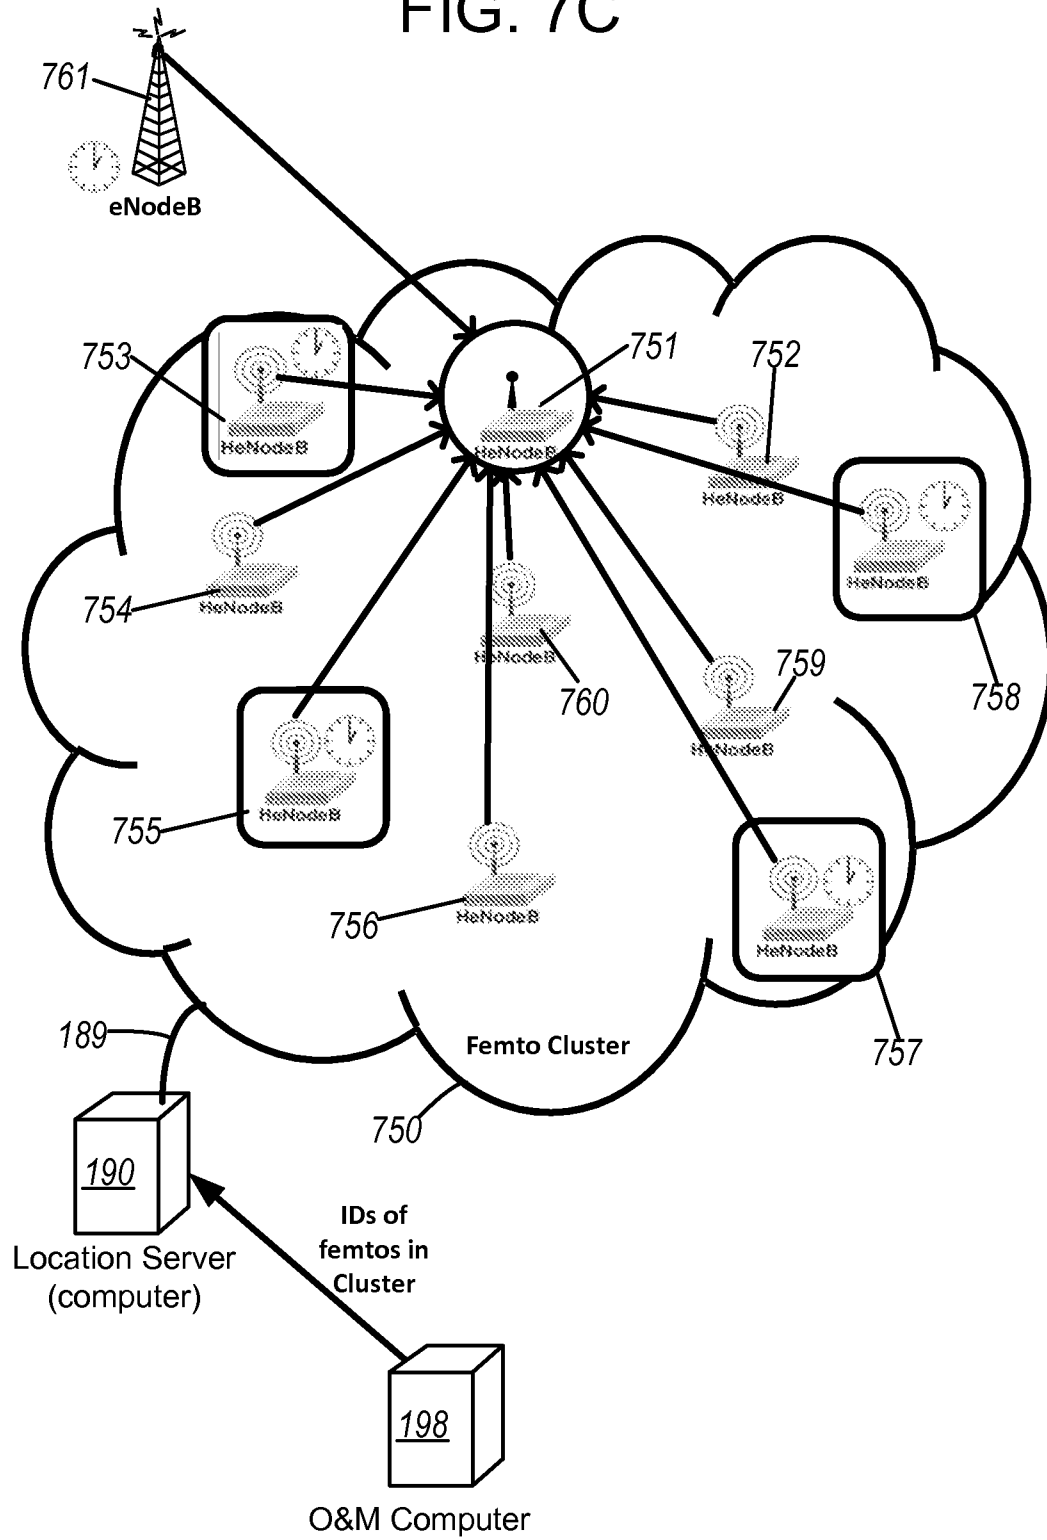 FIG. 7C
761
eNodeB
753
HeNodeB
751
HeNodeB
752
HeNodeB
754
HeNodeB
HeNodeB
758
HeNodeB
760
759
HeNodeB
755
HeNodeB
756
HeNodeB
HeNodeB
757
189
Femto Cluster
750
190
Location Server
(computer)
IDs of
femtos in
Cluster
198
O&M Computer